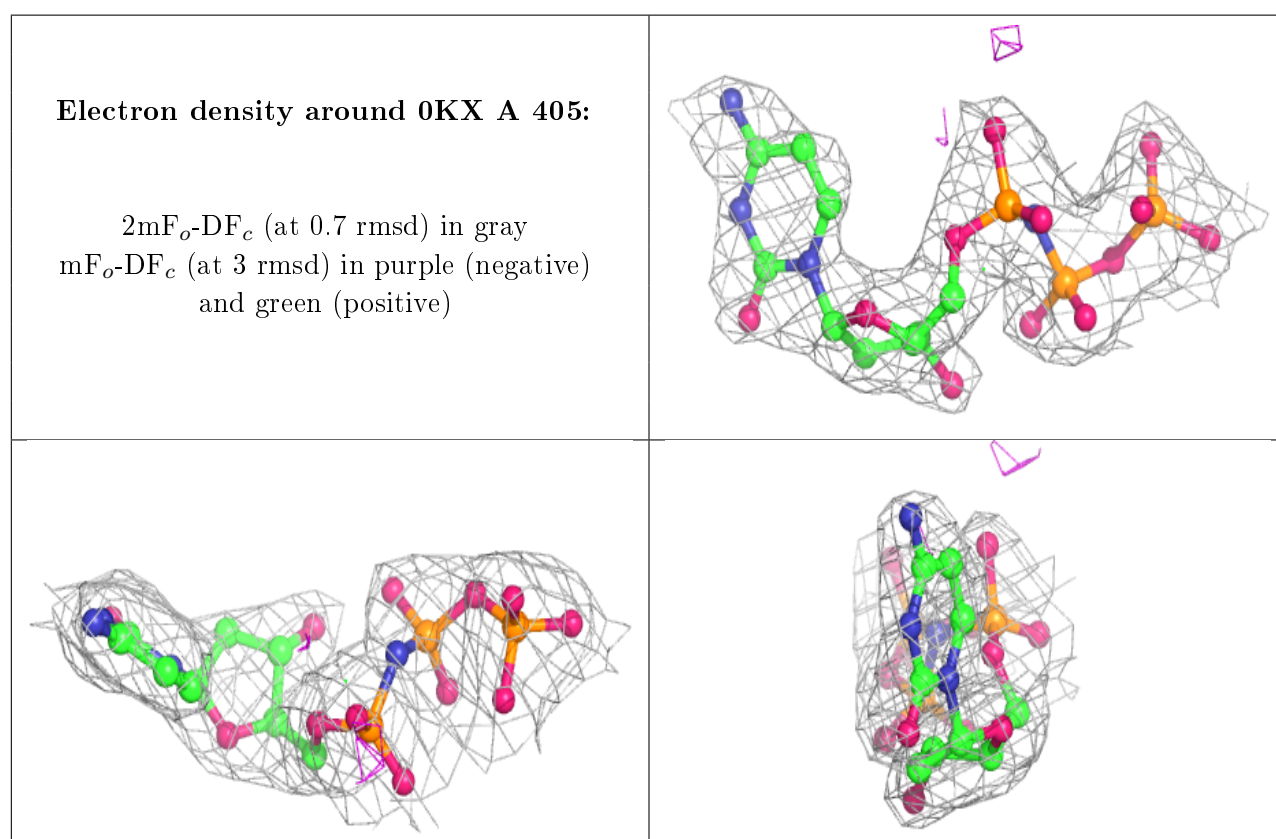 Electron density around 0KX A 405:
2mFo-DFc (at 0.7 rmsd) in gray
mFo-DFc (at 3 rmsd) in purple (negative)
and green (positive)